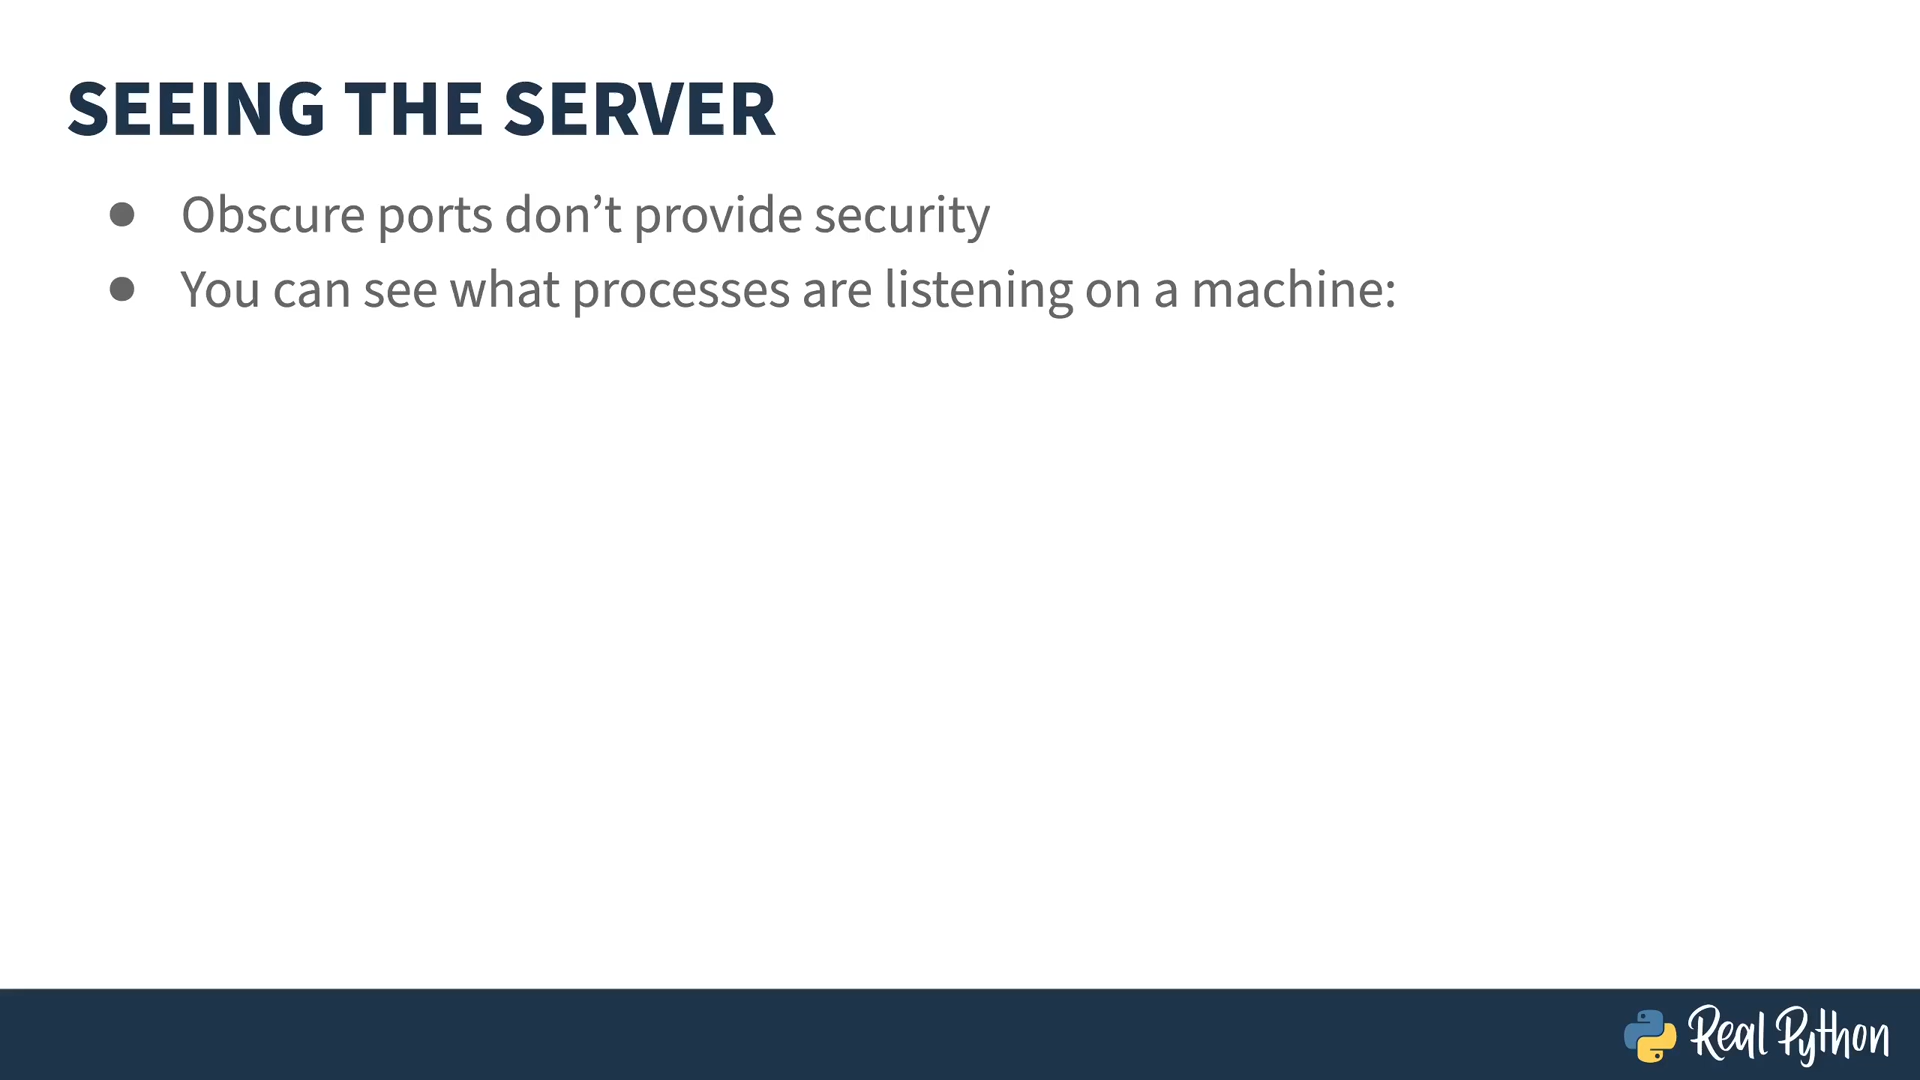 SEEING THE SERVER
● Obscure ports don’t provide security
● You can see what processes are listening on a machine:
Real Python